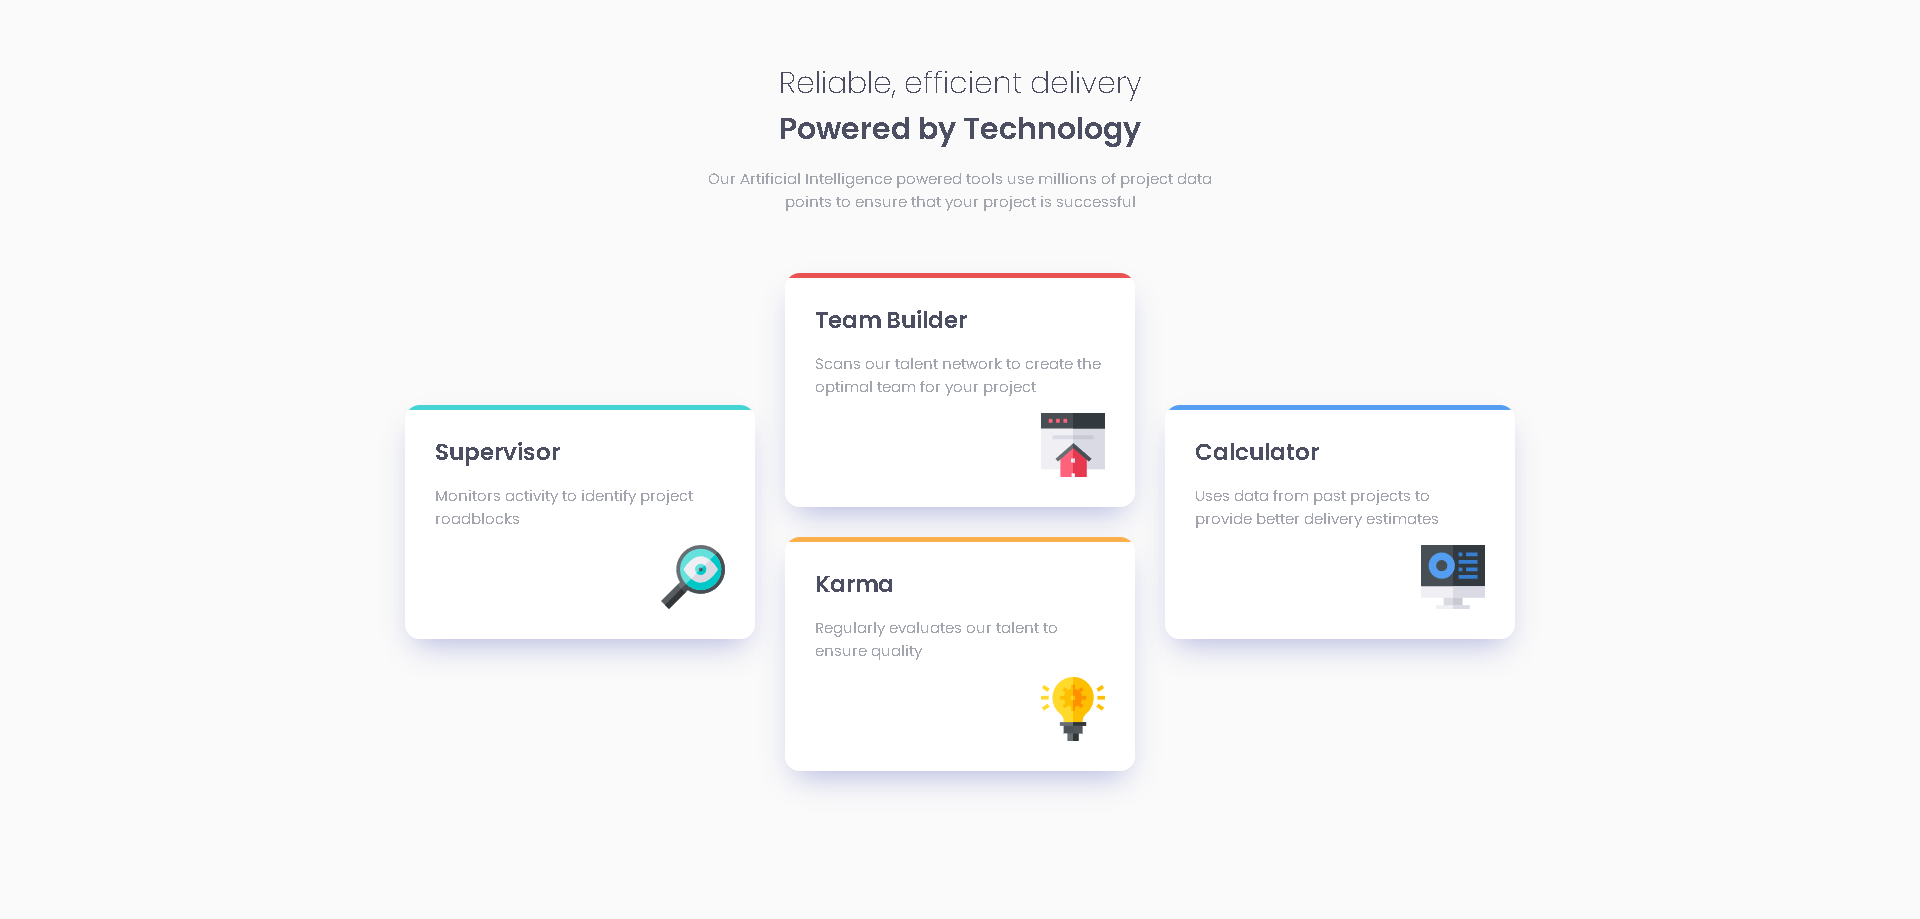 Reliable, efficient delivery
Powered by Technology
Our Artificial Intelligence powered tools use millions of project data
points to ensure that your project is successful
Supervisor
Monitors activity to identify project
roadblocks
Team Builder
Scans our talent network to create the
optimal team for your project
Karma
Regularly evaluates our talent to
ensure quality
Calculator
Uses data from past projects to
provide better delivery estimates